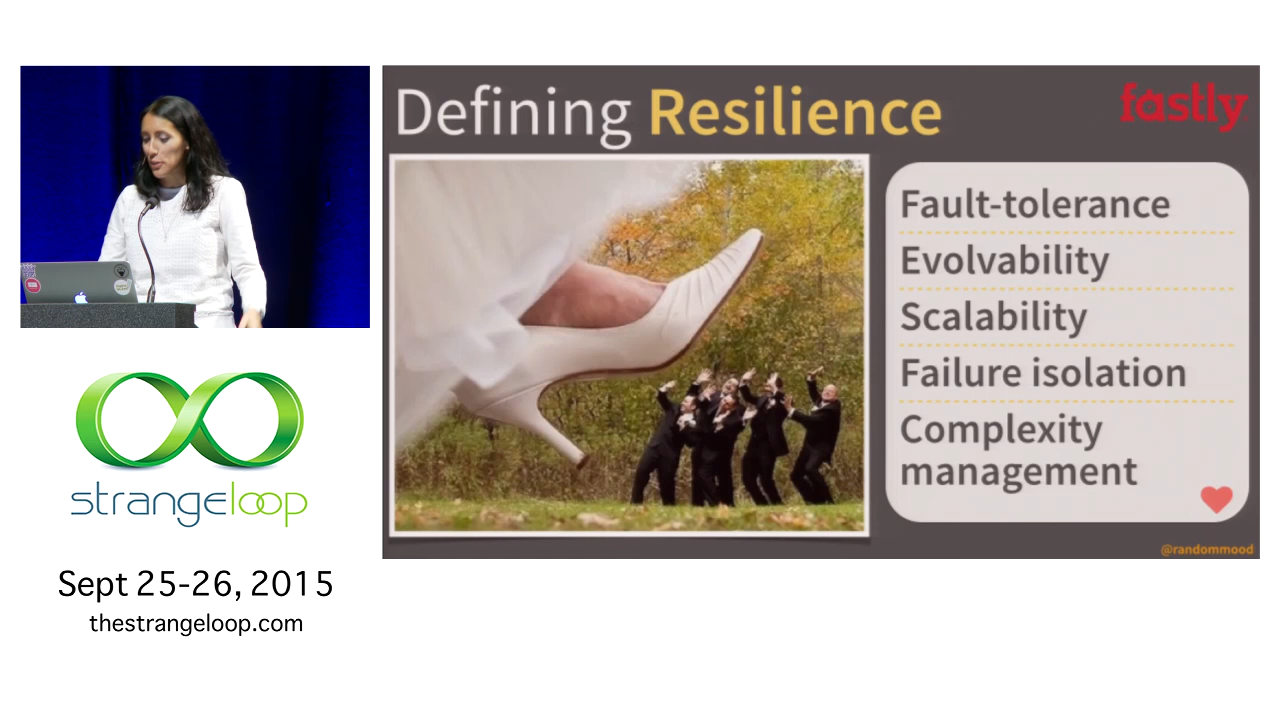 Defining Resilience
fastly
Fault-tolerance
Evolvability
Scalability
Failure isolation
Complexity
management
@randommood
strangeloop
Sept 25-26, 2015
thestrangeloop.com